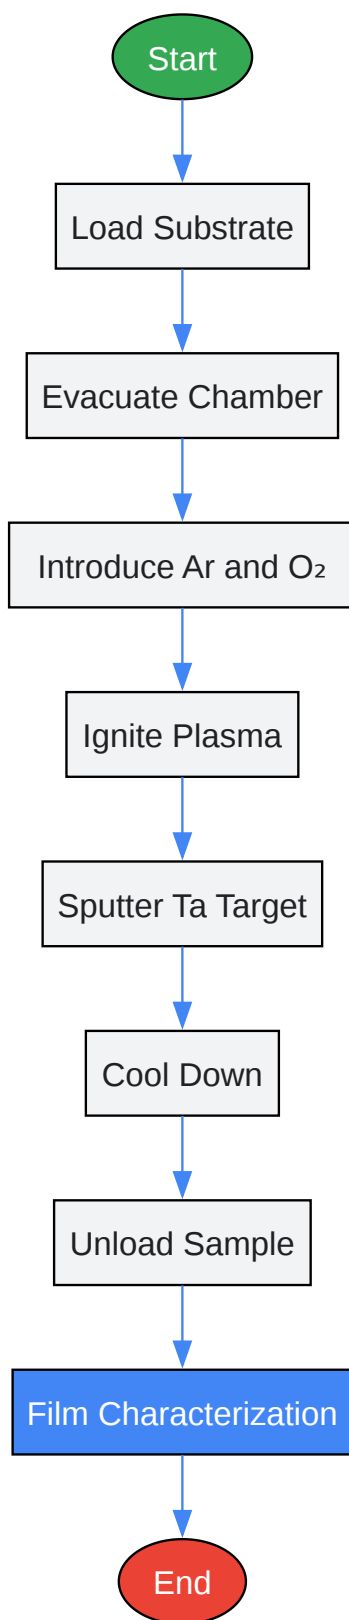 Start
Load Substrate
Evacuate Chamber
Introduce Ar and O₂
Ignite Plasma
Sputter Ta Target
Cool Down
Unload Sample
Film Characterization
End